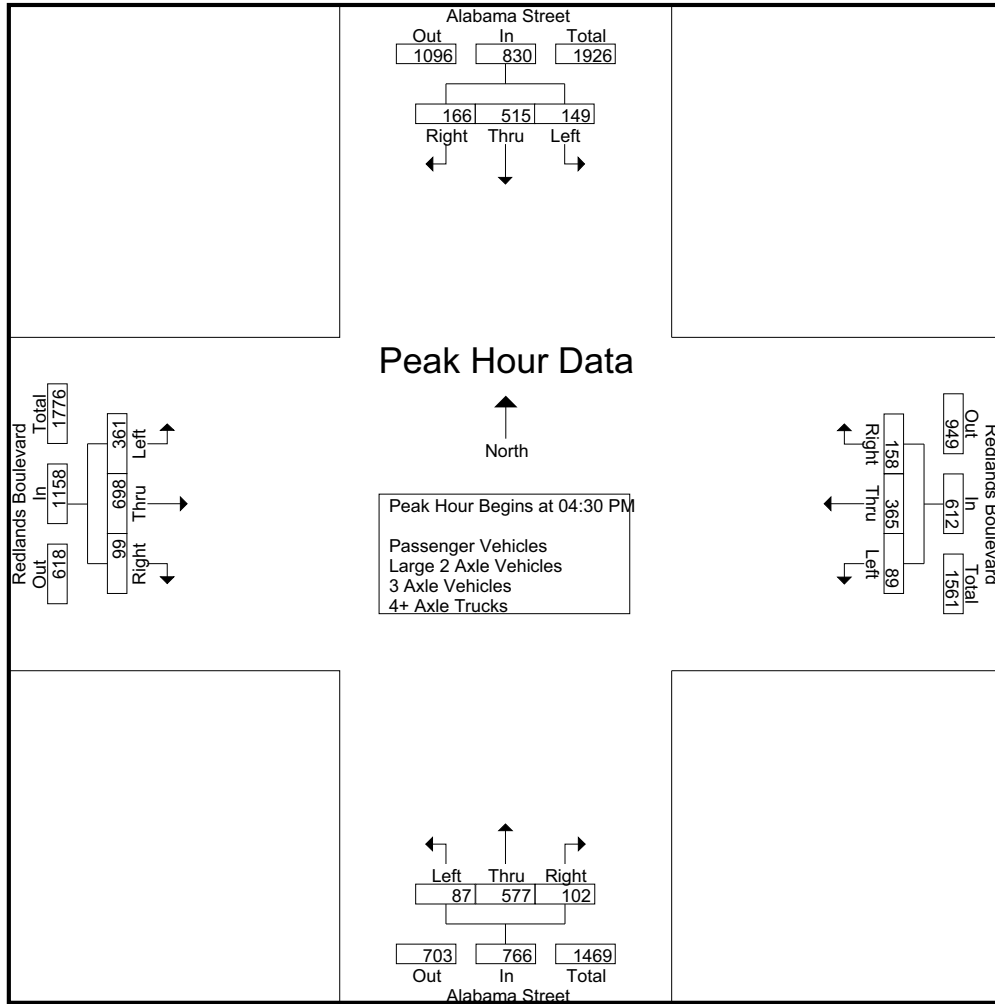 Alabama Street
Out In Total
1096 830 1926
166 515 149
Right Thru Left
Peak Hour Data
North
Peak Hour Begins at 04:30 PM
Passenger Vehicles
Large 2 Axle Vehicles
3 Axle Vehicles
4+ Axle Trucks
Redlands Boulevard
Out In Total
618 1158 1776
99 698 361
Right Thru Left
Redlands Boulevard
Out In Total
949 612 1561
158 365 89
Right Thru Left
Left Thru Right
87 577 102
703 766 1469
Out In Total
Alabama Street